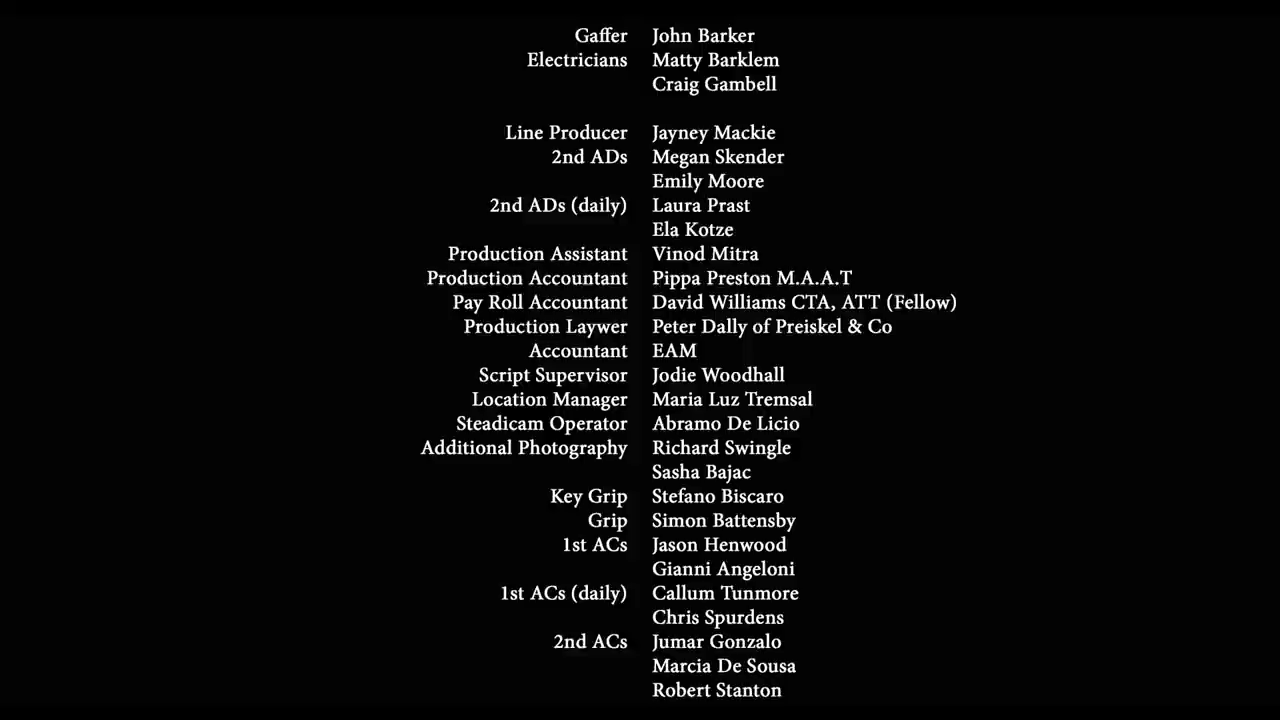 Gaffer John Barker
Electricians Matty Barklem
Craig Gambell
Line Producer Jayney Mackie
2nd ADs Megan Skender
Emily Moore
2nd ADs (daily) Laura Prast
Ela Kotze
Production Assistant Vinod Mitra
Production Accountant Pippa Preston M.A.A.T
Pay Roll Accountant David Williams CTA, ATT (Fellow)
Production Laywer Peter Dally of Preiskel & Co
Accountant EAM
Script Supervisor Jodie Woodhall
Location Manager Maria Luz Tremsal
Steadicam Operator Abramo De Licio
Additional Photography Richard Swingle
Sasha Bajac
Key Grip Stefano Biscaro
Grip Simon Battensby
1st ACs Jason Henwood
Gianni Angeloni
1st ACs (daily) Callum Tunmore
Chris Spurdens
2nd ACs Jumar Gonzalo
Marcia De Sousa
Robert Stanton